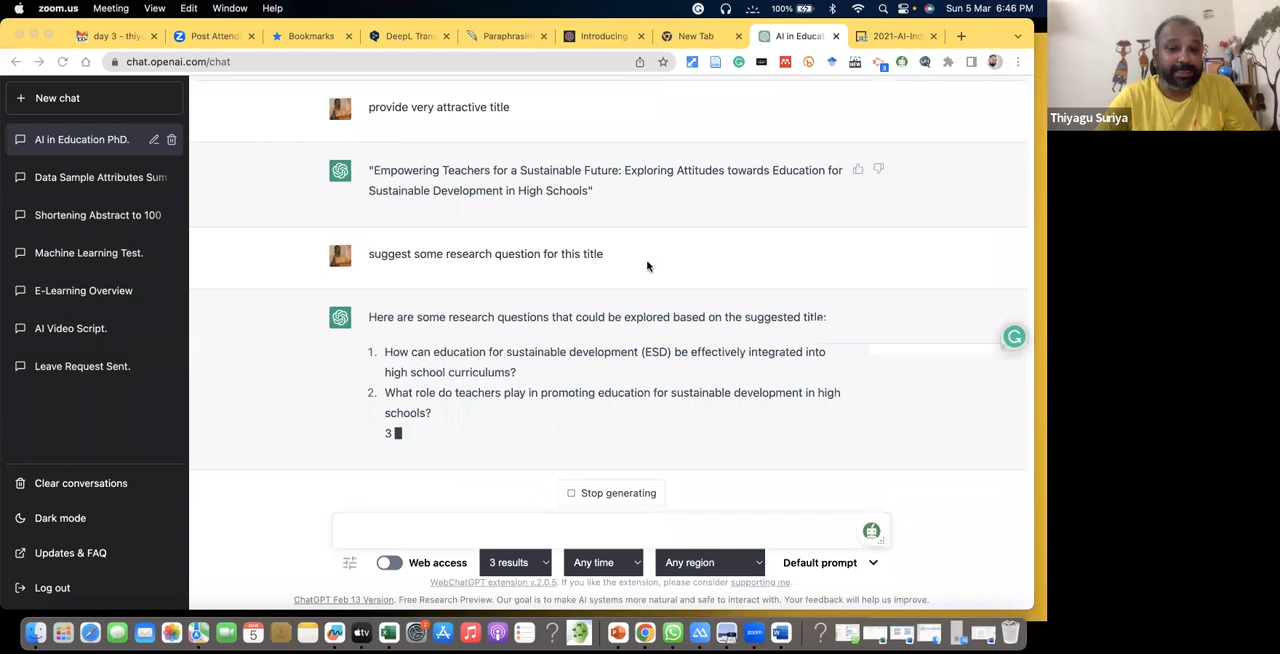 zoom.us Meeting View Edit Window Help 100% Sun 5 Mar 6:46 PM
day 3 - thiy Post Attend Bookmarks DeepL Tran Paraphrasin Introducing New Tab AI in Educat 2021-AI-Ind
chat.openai.com/chat 3
Thiyagu Suriya
New chat
AI in Education PhD.
Data Sample Attributes Sum
Shortening Abstract to 100
Machine Learning Test.
E-Learning Overview
AI Video Script.
Leave Request Sent.
Clear conversations
Dark mode
Updates & FAQ
Log out
provide very attractive title
"Empowering Teachers for a Sustainable Future: Exploring Attitudes towards Education for
Sustainable Development in High Schools"
suggest some research question for this title
Here are some research questions that could be explored based on the suggested title:
1. How can education for sustainable development (ESD) be effectively integrated into
high school curriculums?
2. What role do teachers play in promoting education for sustainable development in high
schools?
3
Stop generating
Web access 3 results Any time Any region Default prompt
WebChatGPT extension v.2.0.5. If you like the extension, please consider supporting me.
ChatGPT Feb 13 Version. Free Research Preview. Our goal is to make AI systems more natural and safe to interact with. Your feedback will help us improve.